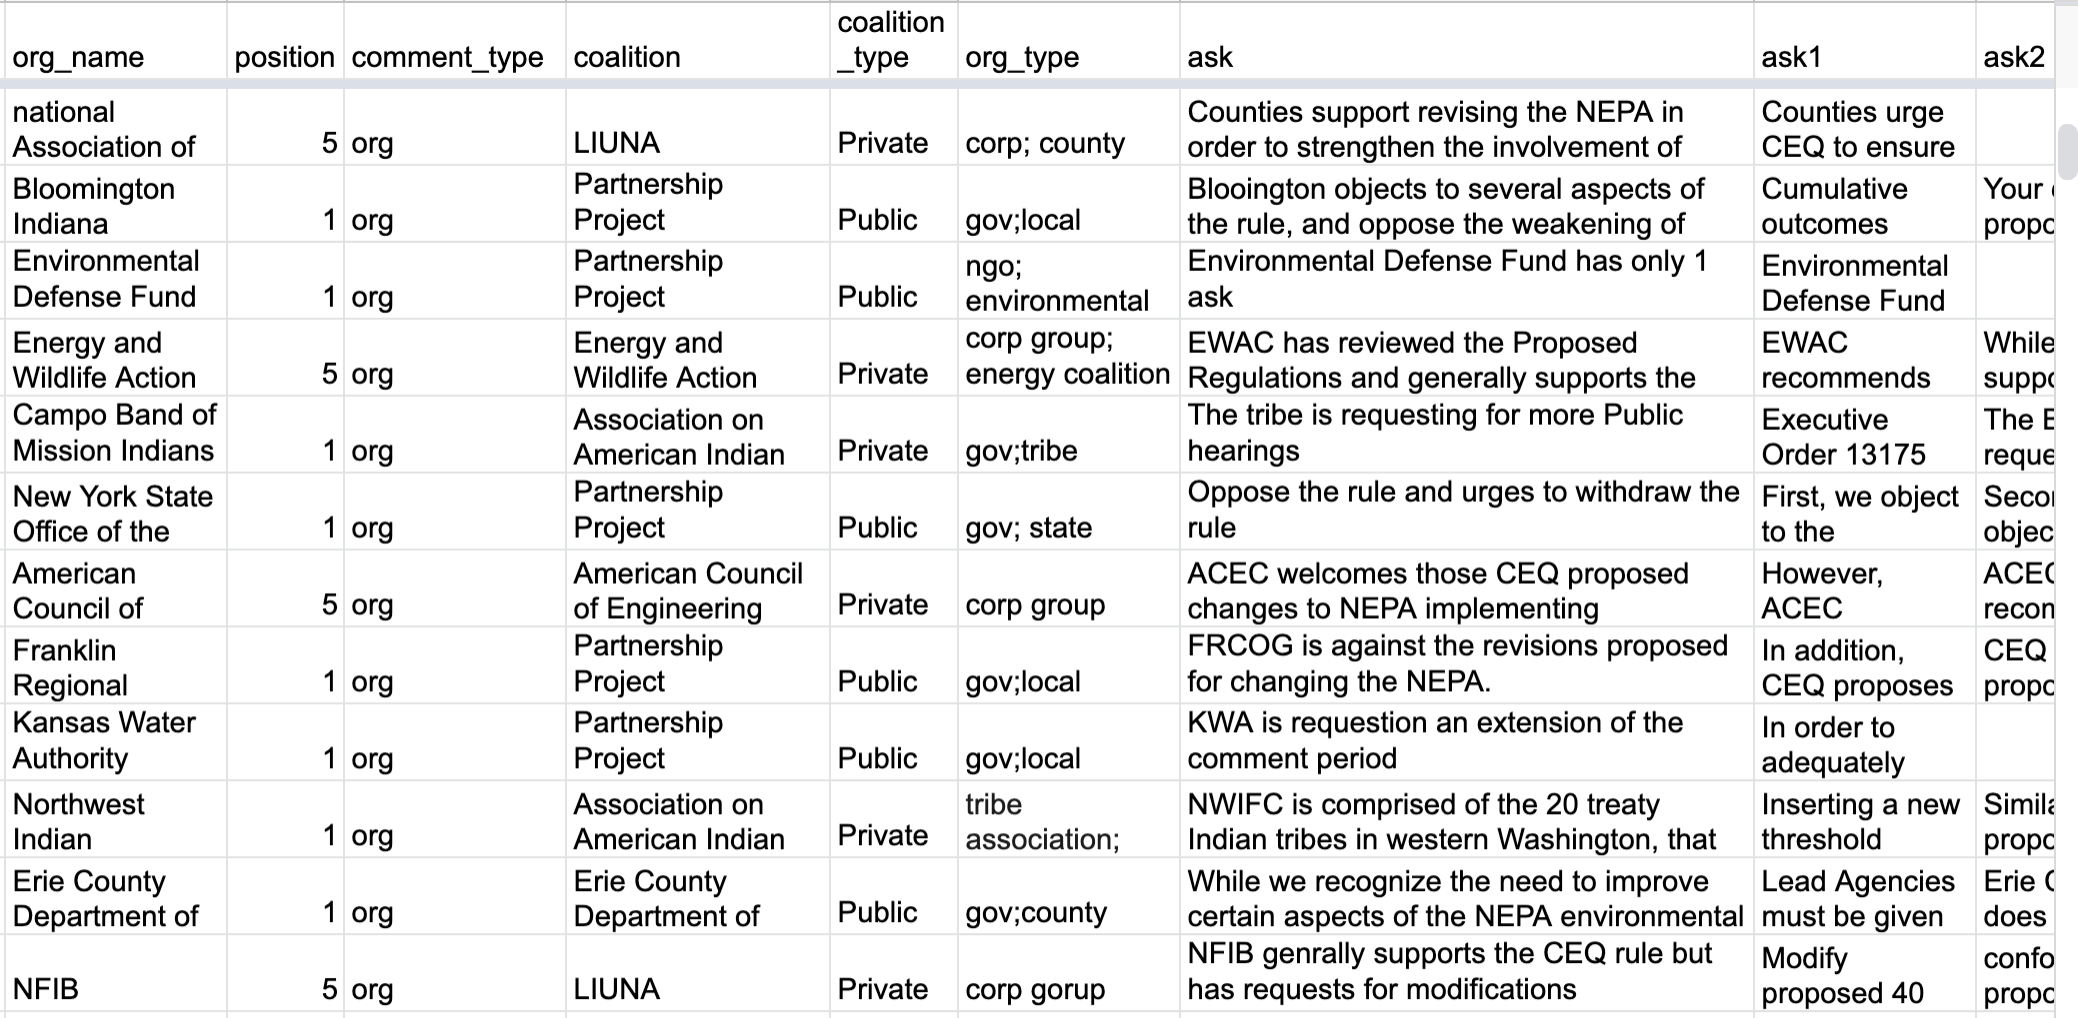 org_name position comment_type coalition coalition _type org_type ask ask1 ask2
national Association of 5 org LIUNA Private corp; county Counties support revising the NEPA in order to strengthen the involvement of Counties urge CEQ to ensure
Bloomington Indiana 1 org Partnership Project Public gov;local Blooington objects to several aspects of the rule, and oppose the weakening of Cumulative outcomes Your propo
Environmental Defense Fund 1 org Partnership Project Public ngo; environmental Environmental Defense Fund has only 1 ask Environmental Defense Fund
Energy and Wildlife Action 5 org Energy and Wildlife Action Private corp group; energy coalition EWAC has reviewed the Proposed Regulations and generally supports the EWAC recommends While suppo
Campo Band of Mission Indians 1 org Association on American Indian Private gov;tribe The tribe is requesting for more Public hearings Executive Order 13175 The E reque
New York State Office of the 1 org Partnership Project Public gov; state Oppose the rule and urges to withdraw the rule First, we object to the Secon objec
American Council of 5 org American Council of Engineering Private corp group ACEC welcomes those CEQ proposed changes to NEPA implementing However, ACEC ACEC recom
Franklin Regional 1 org Partnership Project Public gov;local FRCOG is against the revisions proposed for changing the NEPA. In addition, CEQ proposes CEQ propo
Kansas Water Authority 1 org Partnership Project Public gov;local KWA is requestion an extension of the comment period In order to adequately
Northwest Indian 1 org Association on American Indian Private tribe association; NWIFC is comprised of the 20 treaty Indian tribes in western Washington, that Inserting a new threshold Simila propo
Erie County Department of 1 org Erie County Department of Public gov;county While we recognize the need to improve certain aspects of the NEPA environmental Lead Agencies must be given Erie C does
NFIB 5 org LIUNA Private corp gorup NFIB genrally supports the CEQ rule but has requests for modifications Modify proposed 40 confo propo